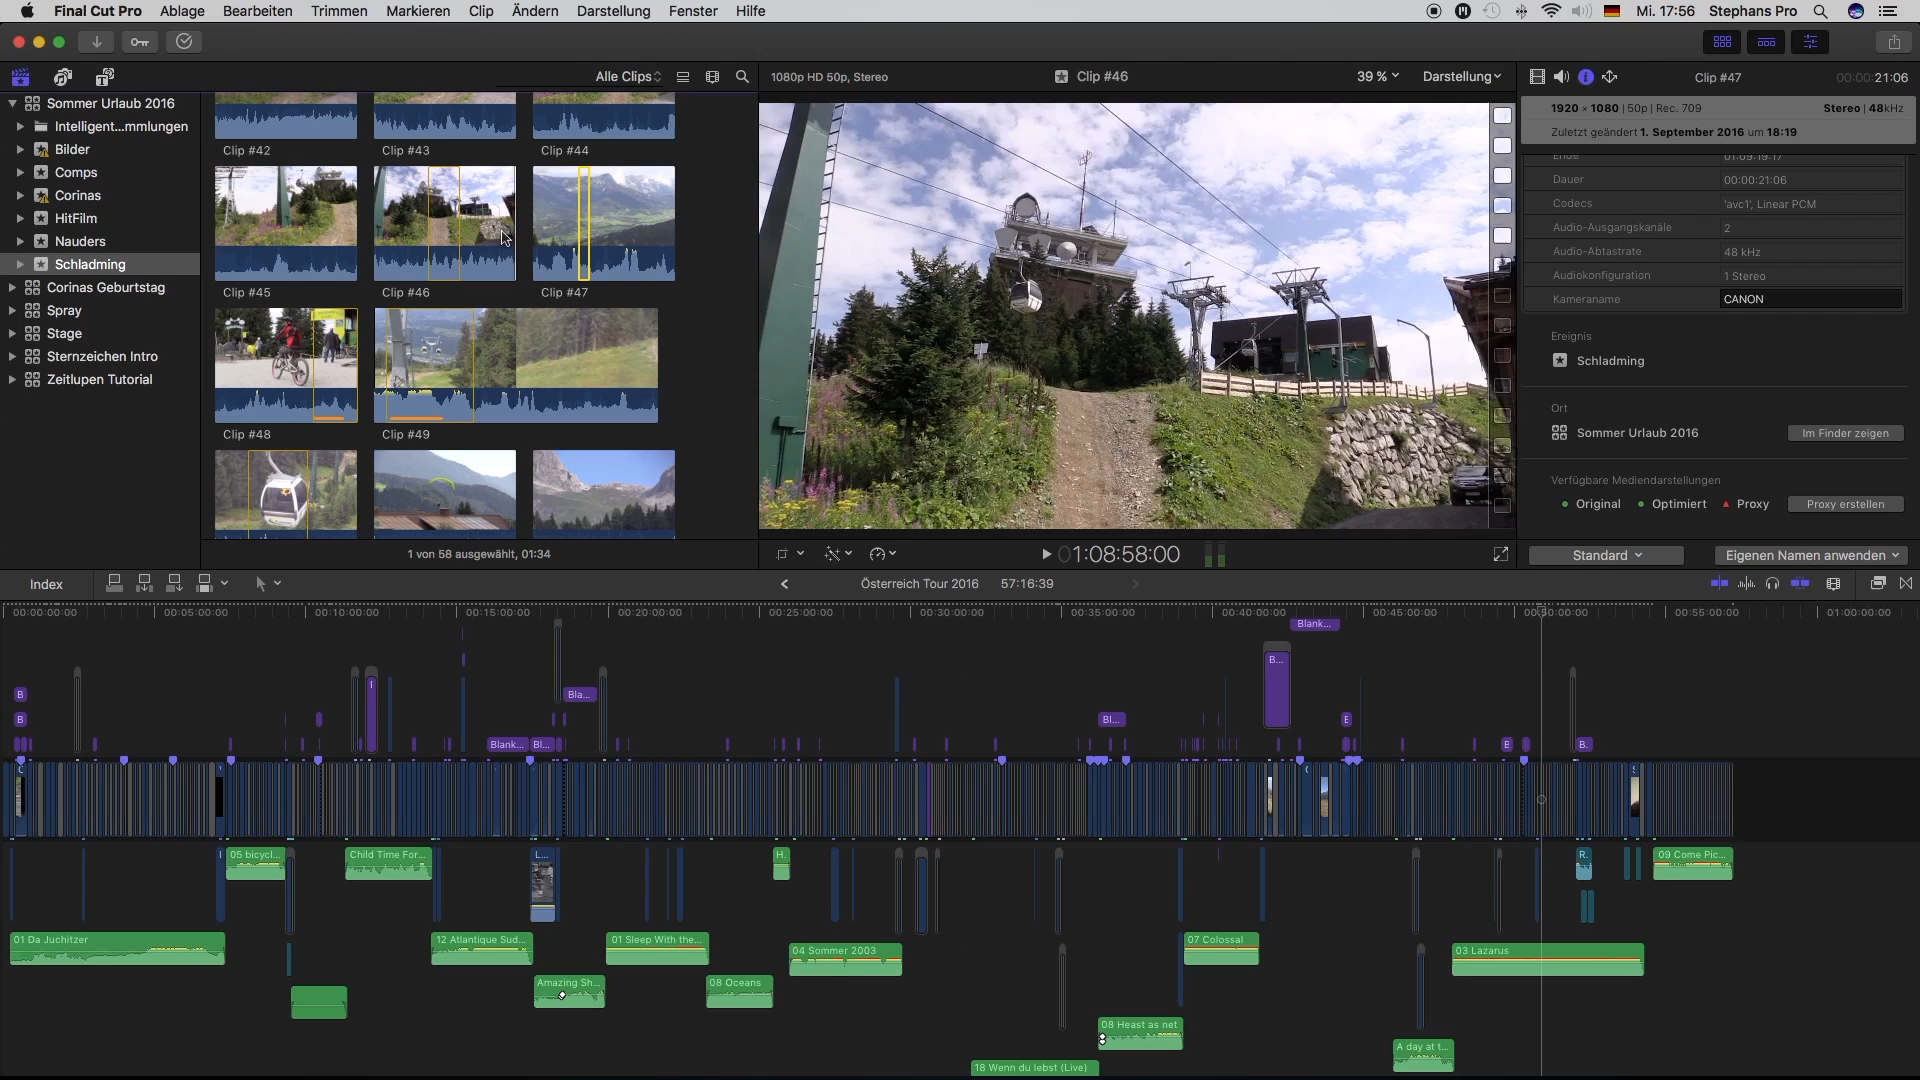 Final Cut Pro Ablage Bearbeiten Trimmen Markieren Clip Ändern Darstellung Fenster Hilfe Mi. 17:56 Stephans Pro
Alle Clips
1080p HD 50p, Stereo
Clip #46
39 %
Darstellung
Clip #47
00:00:21:06
Sommer Urlaub 2016
Intelligent...mmlungen
Bilder
Comps
Corinas
HitFilm
Nauders
Schladming
Corinas Geburtstag
Spray
Stage
Sternzeichen Intro
Zeitlupen Tutorial
Clip #42
Clip #43
Clip #44
Clip #45
Clip #46
Clip #47
Clip #48
Clip #49
1 von 58 ausgewählt, 01:34
1920 × 1080 | 50p | Rec. 709
Stereo | 48kHz
Zuletzt geändert 1. September 2016 um 18:19
Ende 01:09:19:17
Dauer 00:00:21:06
Codecs 'avc1', Linear PCM
Audio-Ausgangskanäle 2
Audio-Abtastrate 48 kHz
Audiokonfiguration 1 Stereo
Kameraname CANON
Ereignis
Schladming
Ort
Sommer Urlaub 2016
Im Finder zeigen
Verfügbare Mediendarstellungen
Original Optimiert Proxy
Proxy erstellen
01:08:58:00
Standard
Eigenen Namen anwenden
Index
Österreich Tour 2016 57:16:39
00:00:00:00 00:05:00:00 00:10:00:00 00:15:00:00 00:20:00:00 00:25:00:00 00:30:00:00 00:35:00:00 00:40:00:00 00:45:00:00 00:50:00:00 00:55:00:00 01:00:00:00
Blank...
B...
B
Bla...
B
Bl...
Blank...
Bl...
B.
05 bicycl...
Child Time For...
L...
H.
R.
09 Come Pic...
01 Da Juchitzer
12 Atlantique Sud...
01 Sleep With the...
04 Sommer 2003
07 Colossal
03 Lazarus
Amazing Sh...
08 Oceans
08 Heast as net
A day at t...
18 Wenn du lebst (Live)